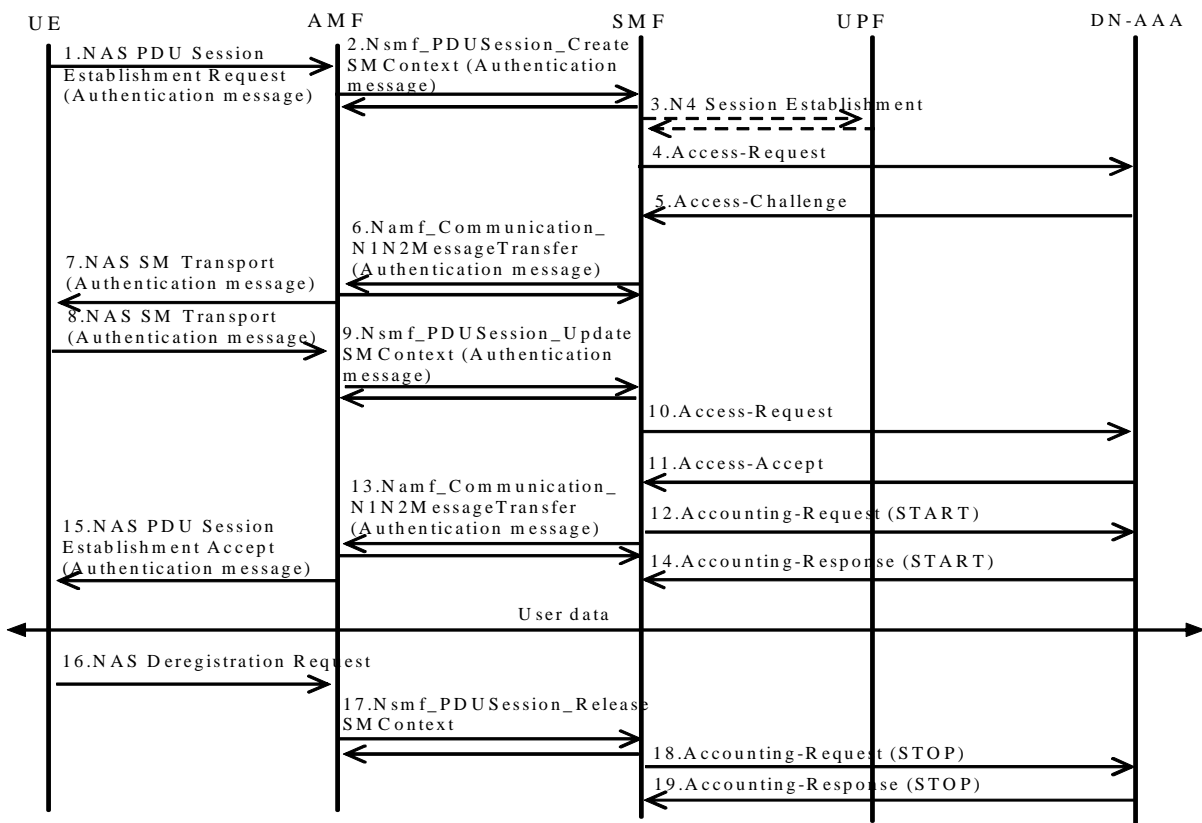 UE
AMF
SMF
UPF
DN-AAA
1.NAS PDU Session
Establishment Request
(Authentication message)
2.Nsmf_PDUSession_Create
SMContext (Authentication
message)
3.N4 Session Establishment
4.Access-Request
5.Access-Challenge
6.Namf_Communication_
N1N2MessageTransfer
(Authentication message)
7.NAS SM Transport
(Authentication message)
8.NAS SM Transport
(Authentication message)
9.Nsmf_PDUSession_Update
SMContext (Authentication
message)
10.Access-Request
11.Access-Accept
12.Accounting-Request (START)
13.Namf_Communication_
N1N2MessageTransfer
(Authentication message)
14.Accounting-Response (START)
15.NAS PDU Session
Establishment Accept
(Authentication message)
User data
16.NAS Deregistration Request
17.Nsmf_PDUSession_Release
SMContext
18.Accounting-Request (STOP)
19.Accounting-Response (STOP)